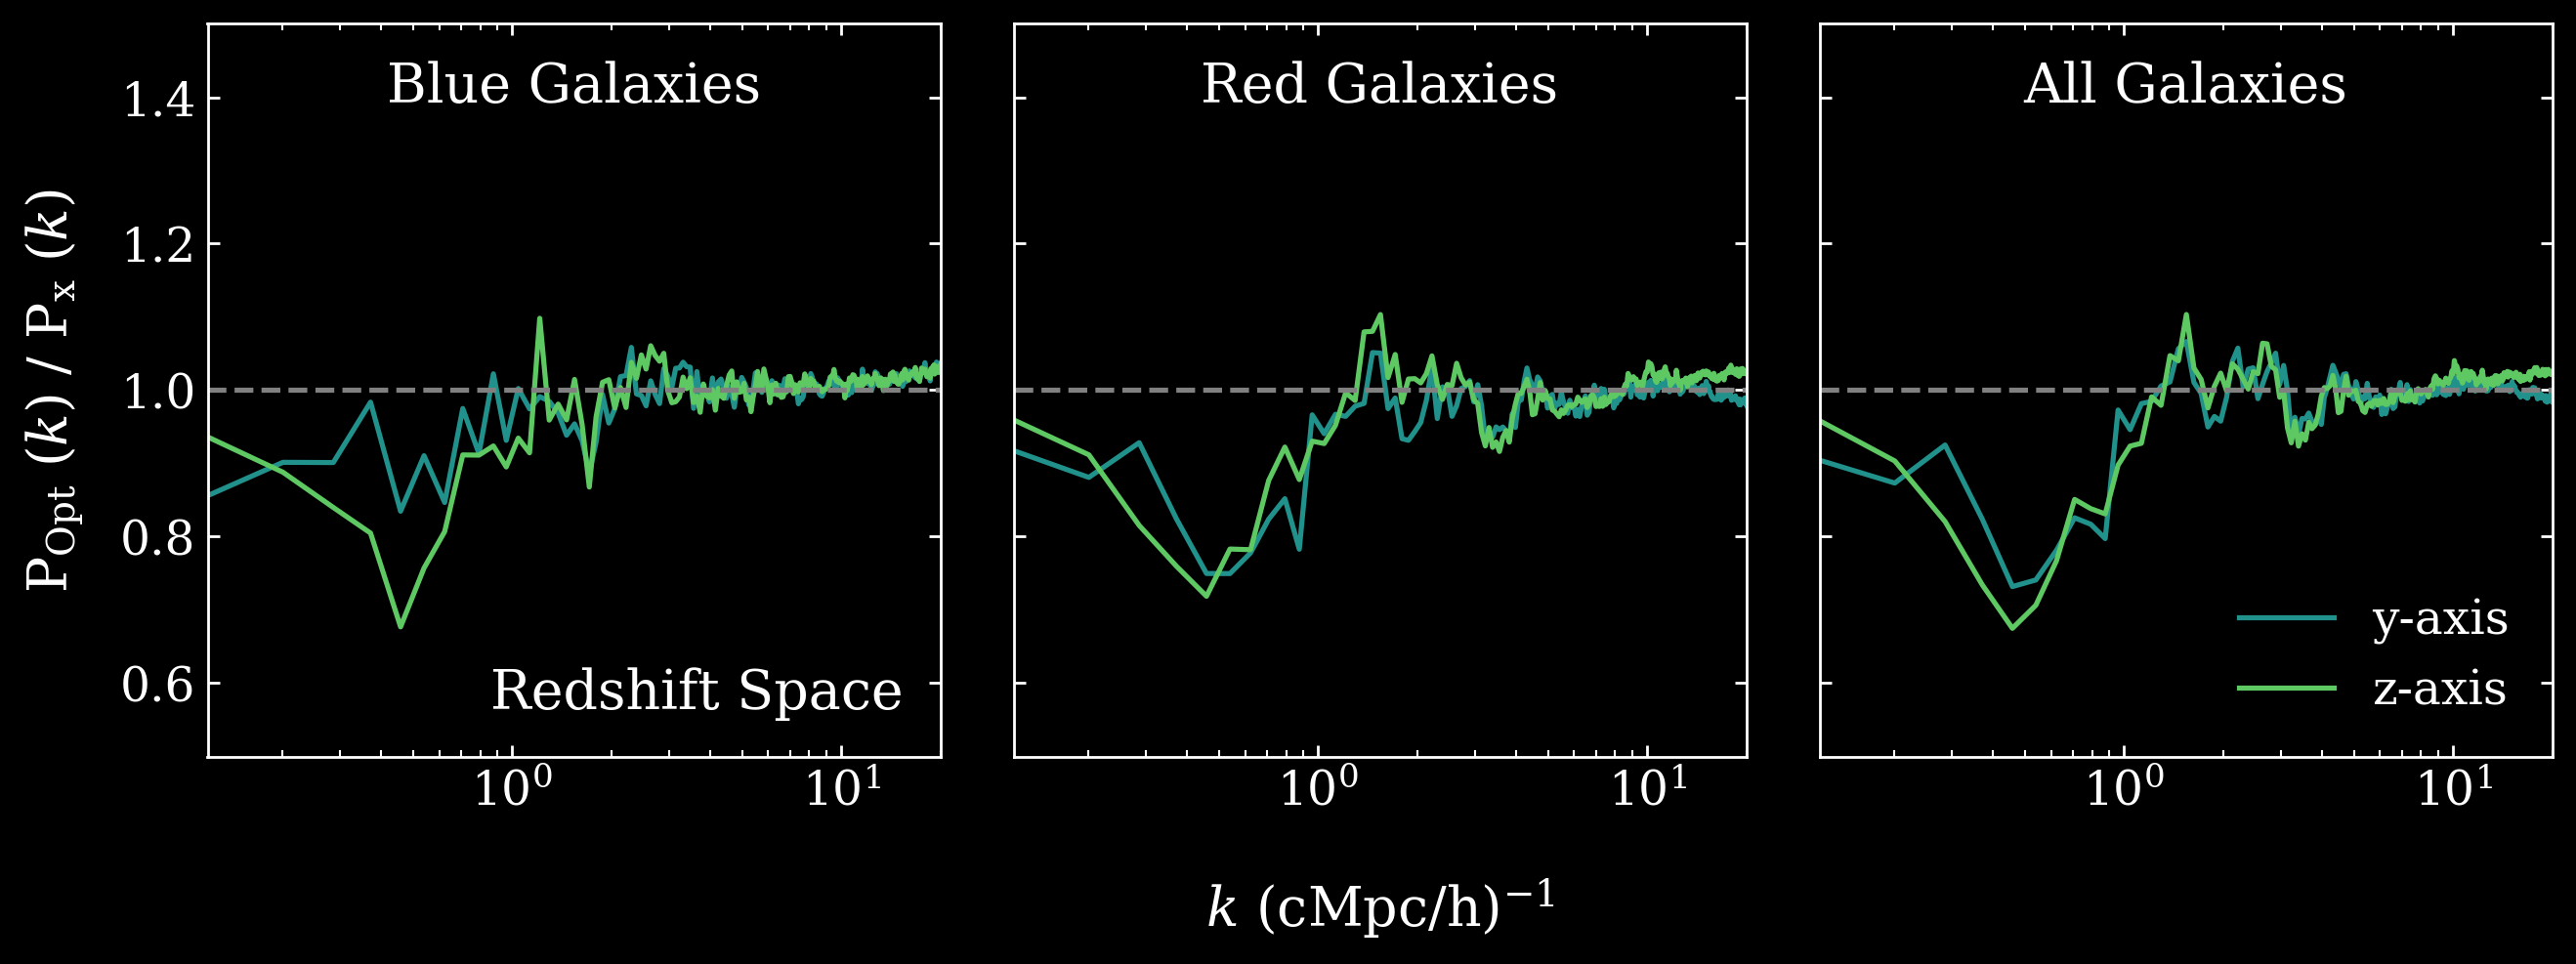 Blue Galaxies
Red Galaxies
All Galaxies
P_Opt (k) / P_x (k)
1.4
1.2
1.0
0.8
0.6
Redshift Space
y-axis
z-axis
10^0
10^1
10^0
10^1
10^0
10^1
k (cMpc/h)^−1